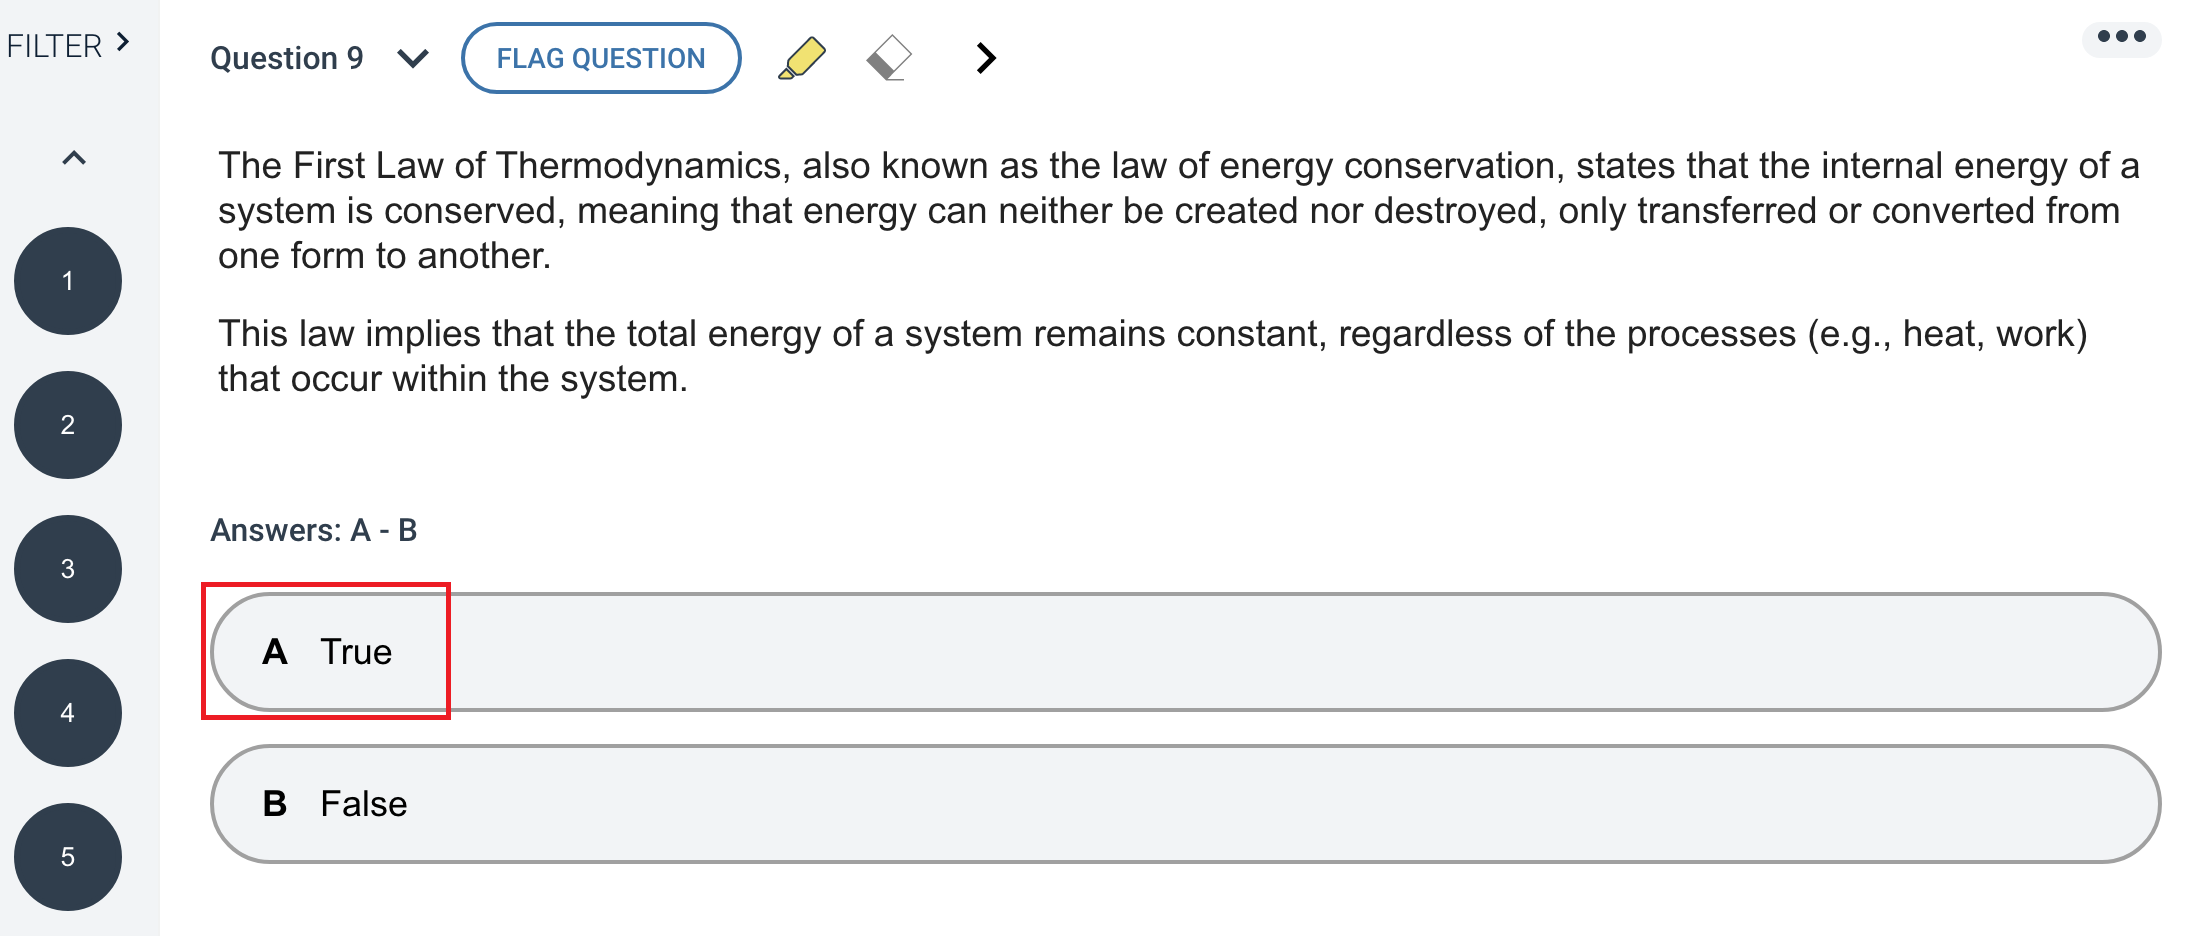 FILTER
Question 9
FLAG QUESTION
The First Law of Thermodynamics, also known as the law of energy conservation, states that the internal energy of a
system is conserved, meaning that energy can neither be created nor destroyed, only transferred or converted from
one form to another.
This law implies that the total energy of a system remains constant, regardless of the processes (e.g., heat, work)
that occur within the system.
Answers: A - B
A True
B False
1
2
3
4
5